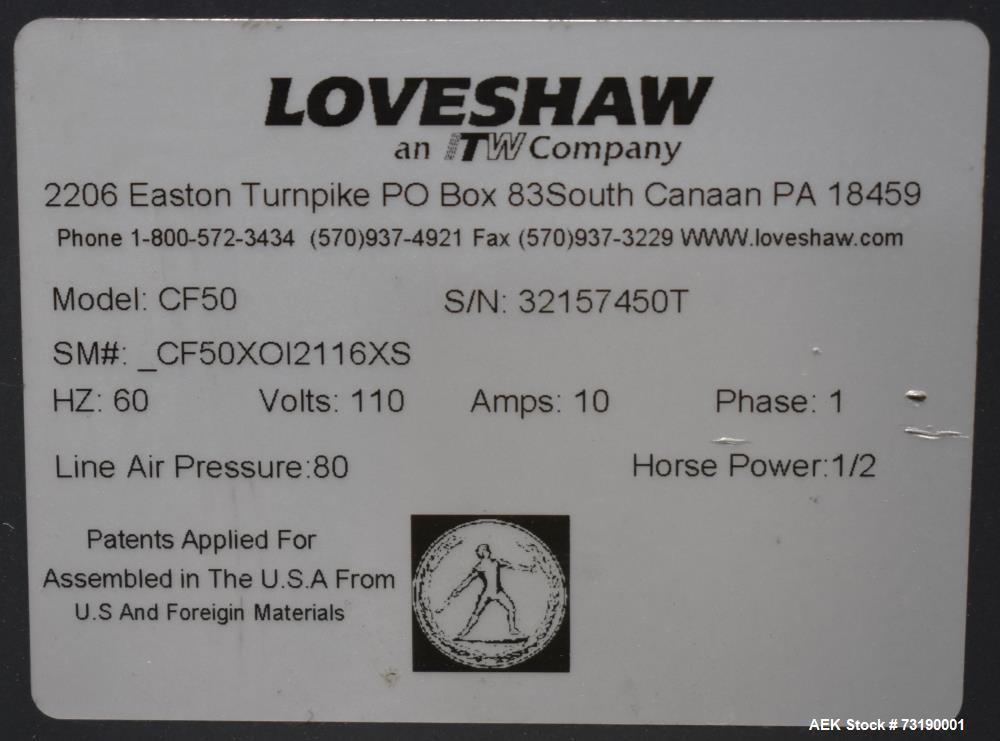 LOVESHAW
an ITW Company
2206 Easton Turnpike PO Box 83South Canaan PA 18459
Phone 1-800-572-3434 (570)937-4921 Fax (570)937-3229 WWW.loveshaw.com
Model: CF50 S/N: 32157450T
SM#: _CF50XOI2116XS
HZ: 60 Volts: 110 Amps: 10 Phase: 1
Line Air Pressure:80 Horse Power:1/2
Patents Applied For
Assembled in The U.S.A From
U.S And Foreigin Materials
AEK Stock # 73190001